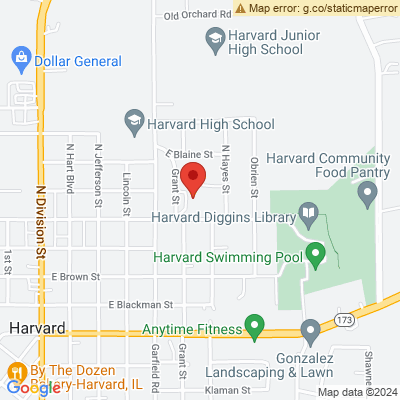 Map error: g.co/staticmaperror
Old Orchard Rd
Harvard Junior
High School
Dollar General
Harvard High School
E Blaine St
N Hart Blvd
N Jefferson St
Lincoln St
Grant St
N Hayes St
Obrien St
Harvard Community
Food Pantry
N Division St
Harvard Diggins Library
1st St
Harvard Swimming Pool
E Brown St
E Blackman St
173
Harvard
Anytime Fitness
Garfield Rd
Grant St
Gonzalez
Landscaping & Lawn
Shawne
By The Dozen
Bakery-Harvard, IL
Klaman St
Google
Map data ©2024